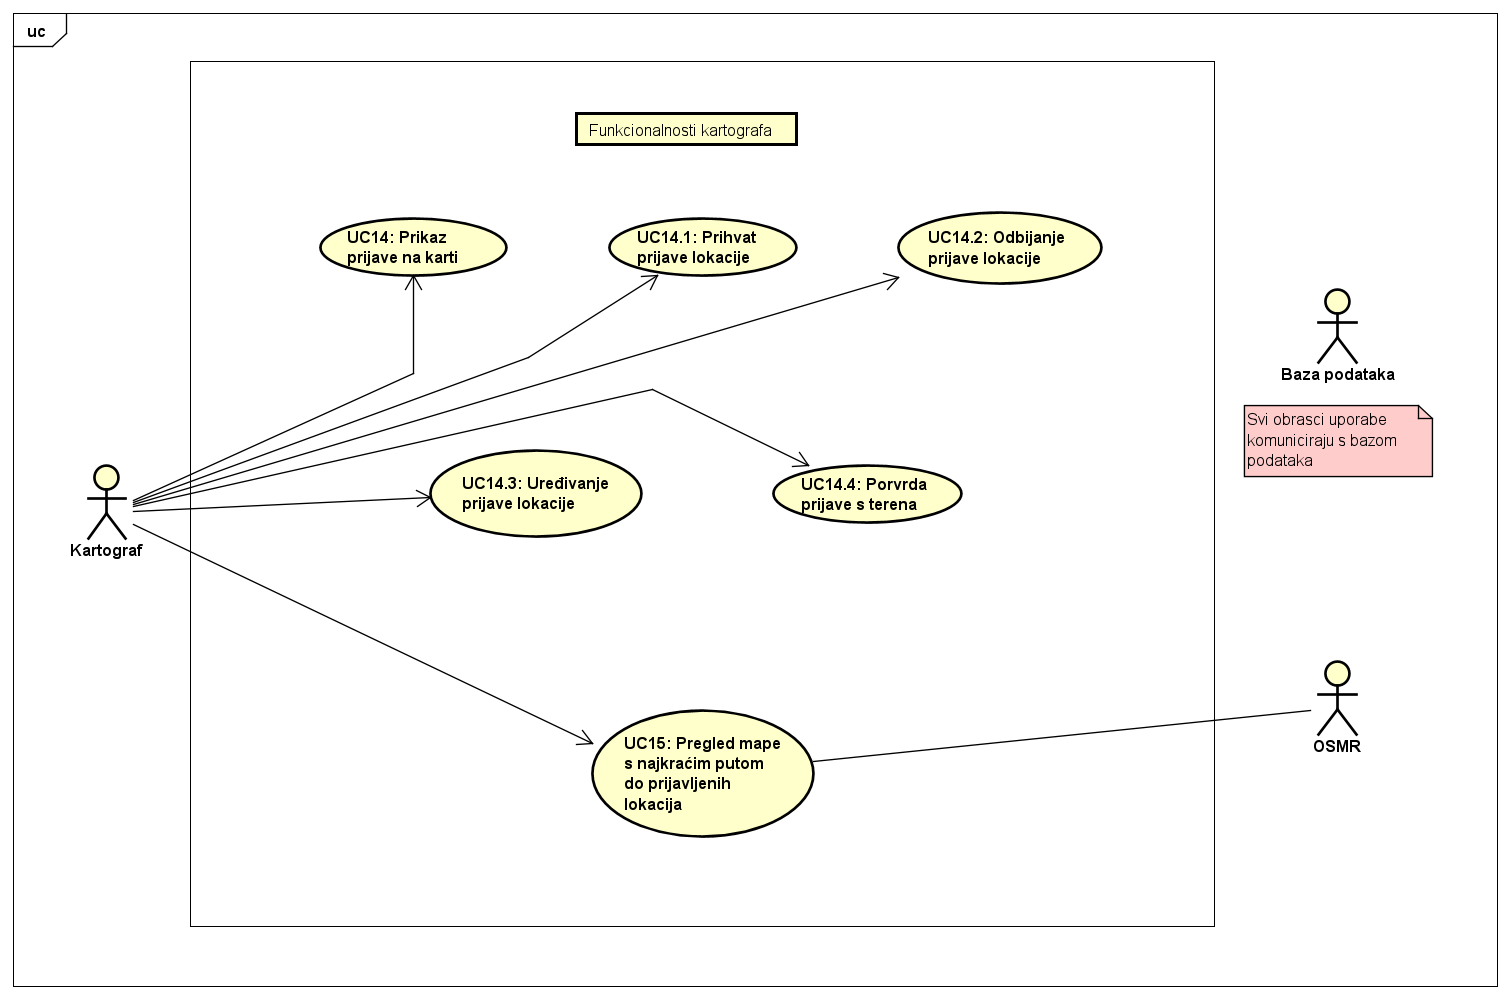 uc
Funkcionalnosti kartografa
UC14: Prikaz
prijave na karti
UC14.1: Prihvat
prijave lokacije
UC14.2: Odbijanje
prijave lokacije
Baza podataka
Svi obrasci uporabe
komuniciraju s bazom
podataka
UC14.3: Uređivanje
prijave lokacije
UC14.4: Porvrda
prijave s terena
Kartograf
UC15: Pregled mape
s najkraćim putom
do prijavljenih
lokacija
OSMR